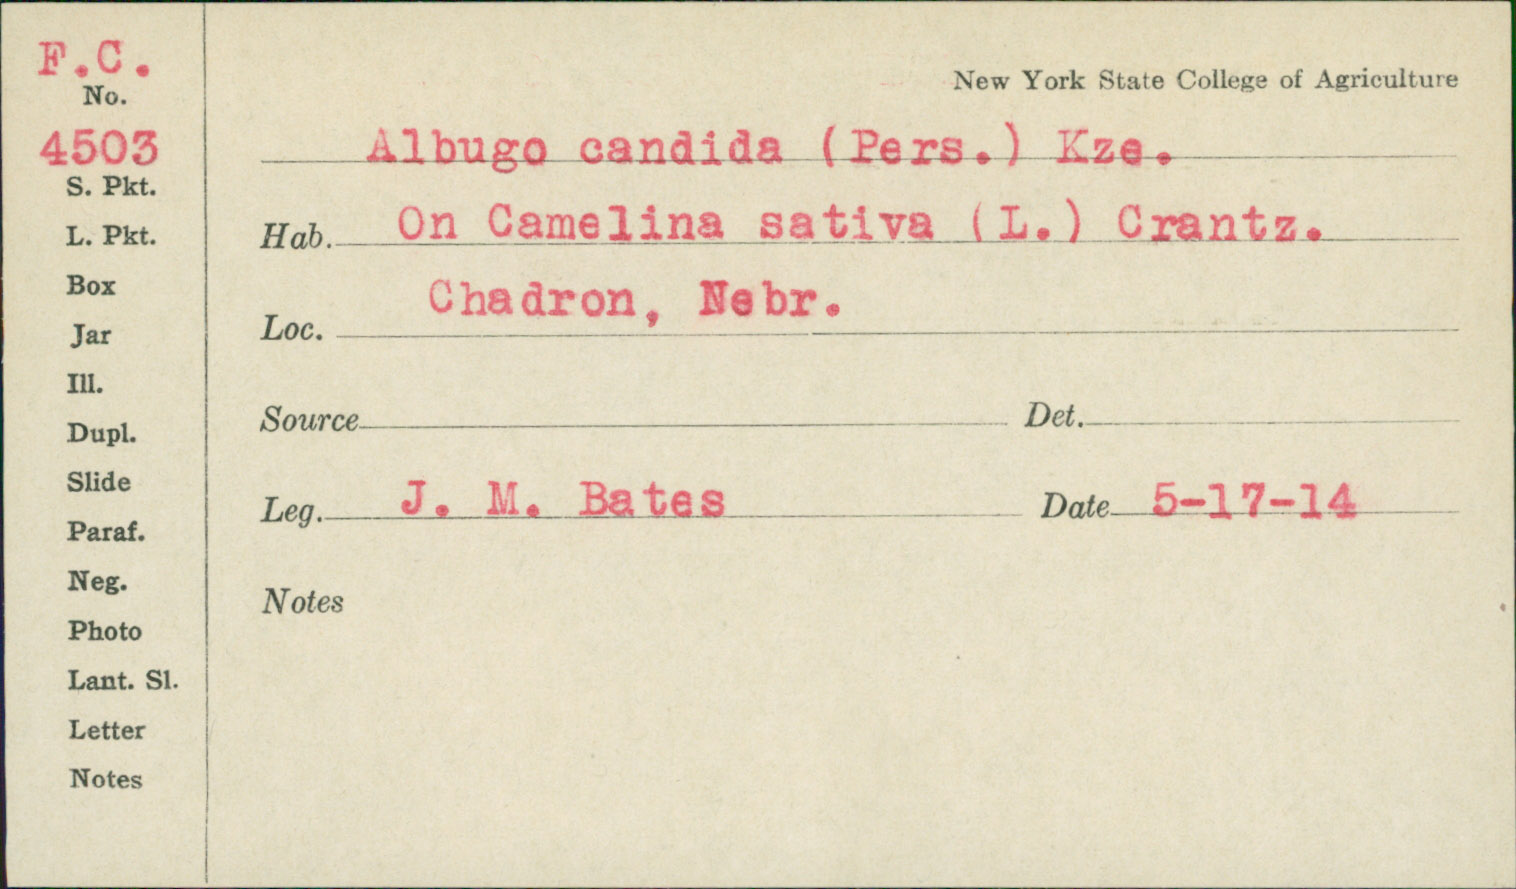 F.C.
No.
4503
S. Pkt.
L. Pkt.
Box
Jar
Ill.
Dupl.
Slide
Paraf.
Neg.
Photo
Lant. Sl.
Letter
Notes
New York State College of Agriculture
Albugo candida (Pers.) Kze.
Hab. On Camelina sativa (L.) Crantz.
Loc. Chadron, Nebr.
Source Det.
Leg. J. M. Bates Date 5-17-14
Notes